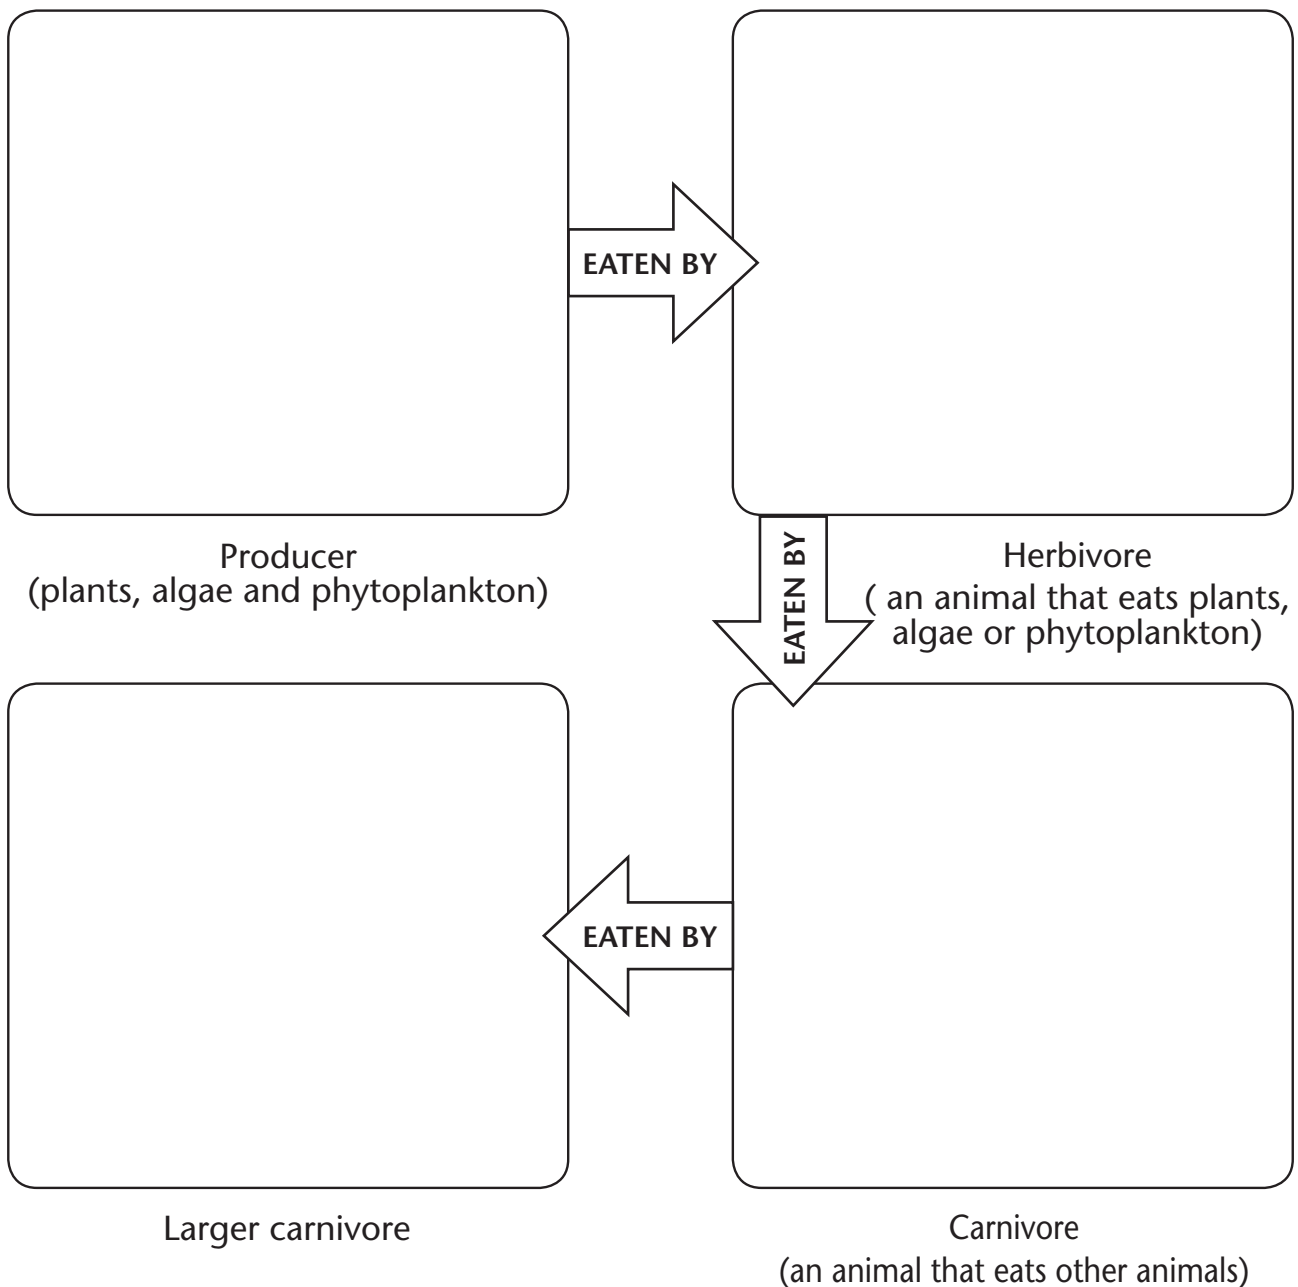 EATEN BY
Producer
(plants, algae and phytoplankton)
EATEN BY
Herbivore
( an animal that eats plants,
algae or phytoplankton)
EATEN BY
Larger carnivore
Carnivore
(an animal that eats other animals)